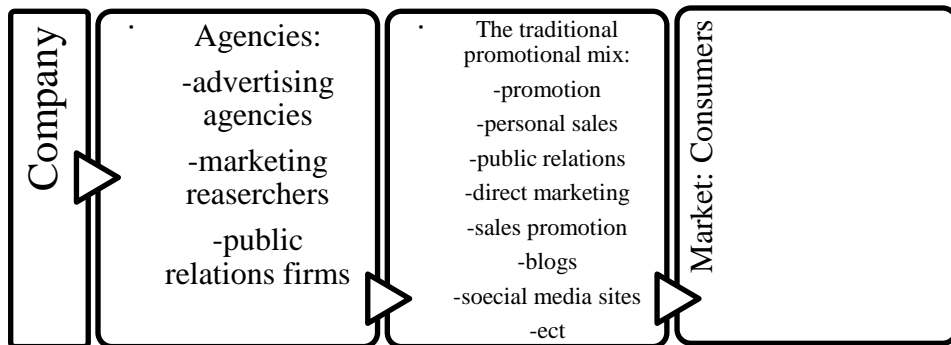 Company
Agencies:
-advertising
agencies
-marketing
reaserchers
-public
relations firms
The traditional
promotional mix:
-promotion
-personal sales
-public relations
-direct marketing
-sales promotion
-blogs
-soecial media sites
-ect
Market: Consumers